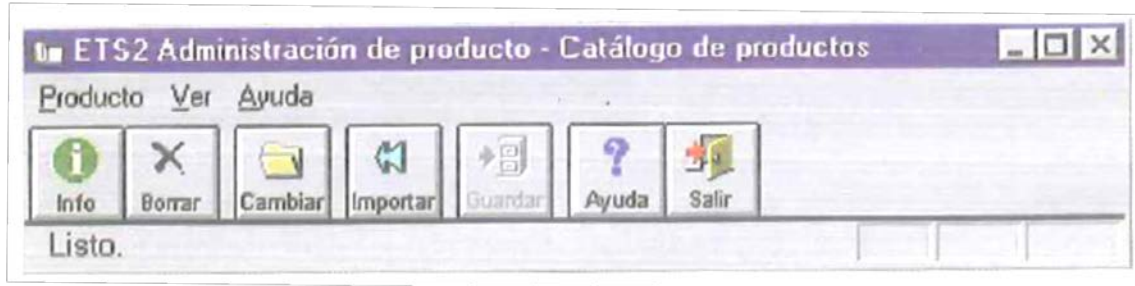 ETS2 Administración de producto - Catálogo de productos
Producto Ver Ayuda
Info Borrar Cambiar Importar Guardar Ayuda Salir
Listo.